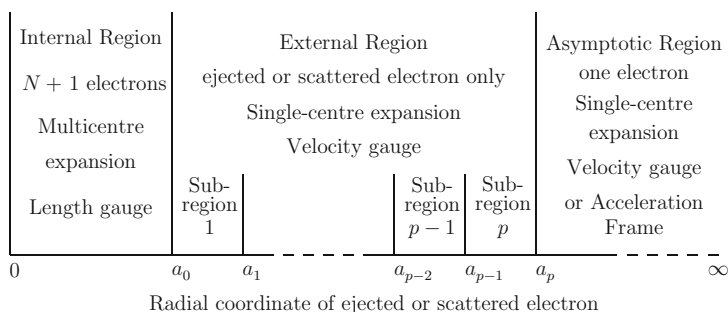 Internal Region
N + 1 electrons
Multicentre
expansion
Length gauge
External Region
ejected or scattered electron only
Single-centre expansion
Velocity gauge
Sub-
region
1
Sub-
region
p − 1
Sub-
region
p
Asymptotic Region
one electron
Single-centre
expansion
Velocity gauge
or Acceleration
Frame
0 a₀ a₁ aₚ₋₂ aₚ₋₁ aₚ ∞
Radial coordinate of ejected or scattered electron